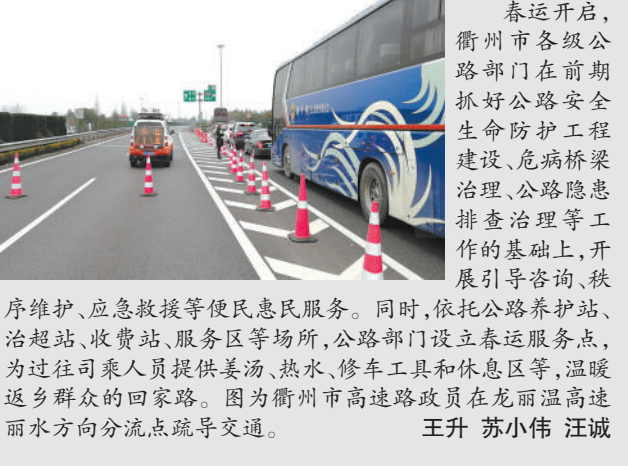 春运开启，
衢州市各级公
路部门在前期
抓好公路安全
生命防护工程
建设、危病桥梁
治理、公路隐患
排查治理等工
作的基础上，开
展引导咨询、秩
序维护、应急救援等便民惠民服务。同时，依托公路养护站、
治超站、收费站、服务区等场所，公路部门设立春运服务点，
为过往司乘人员提供姜汤、热水、修车工具和休息区等，温暖
返乡群众的回家路。图为衢州市高速路政员在龙丽温高速
丽水方向分流点疏导交通。 王升 苏小伟 汪诚